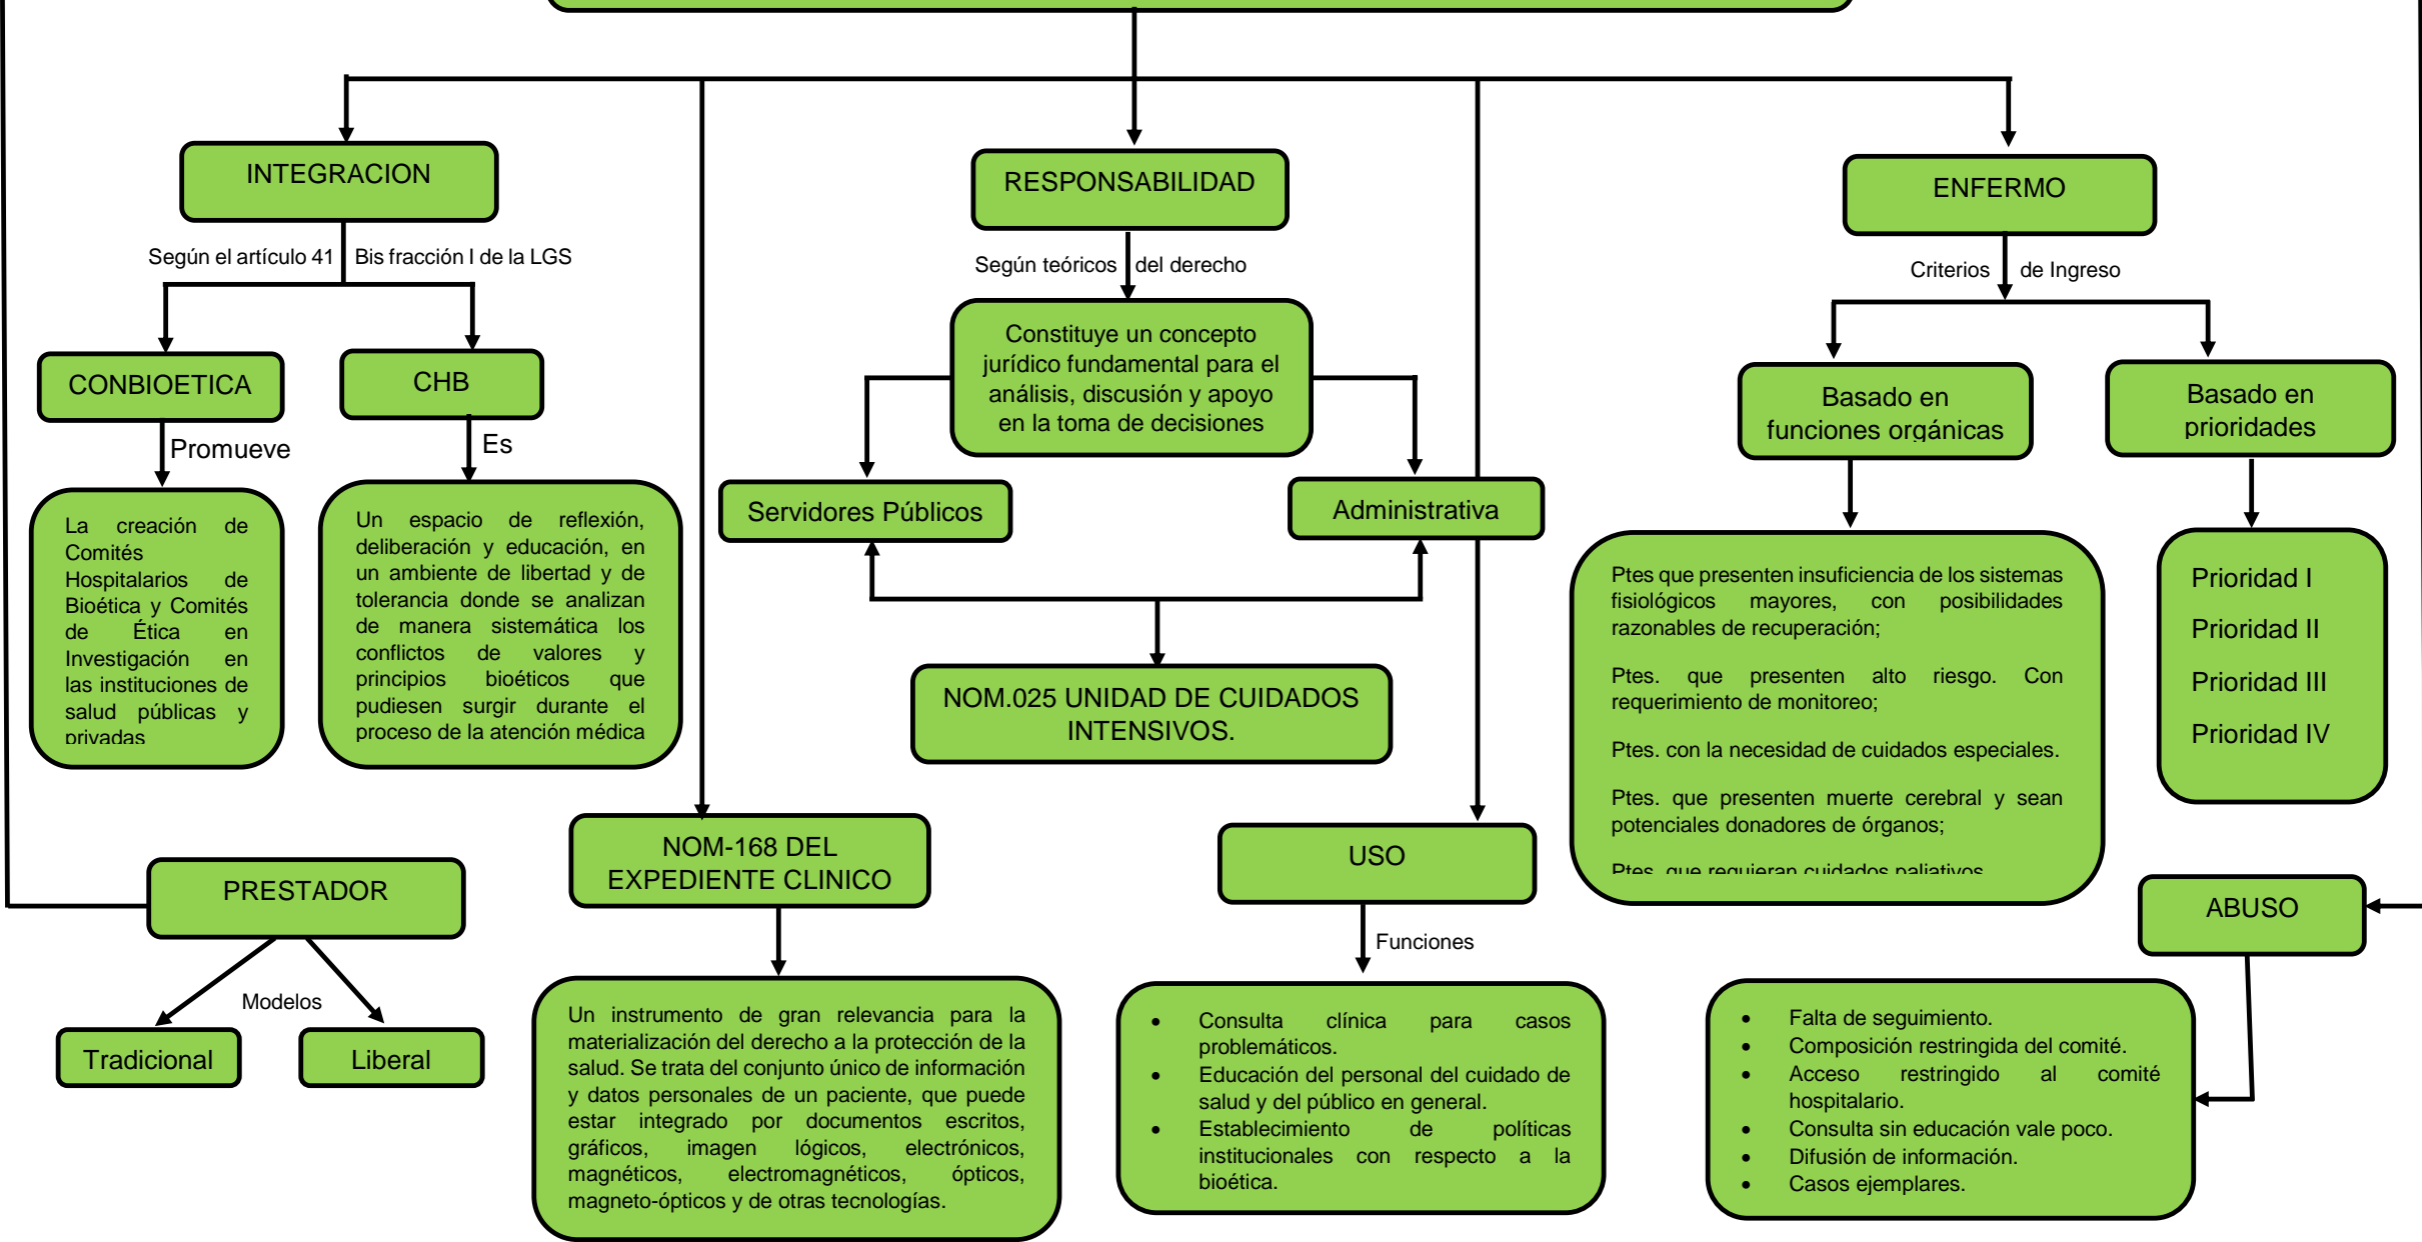 INTEGRACION
Según el artículo 41 Bis fracción I de la LGS
CONBIOETICA
Promueve
La creación de
Comités
Hospitalarios de
Bioética y Comités
de Ética en
Investigación en
las instituciones de
salud públicas y
privadas
CHB
Es
Un espacio de reflexión,
deliberación y educación, en
un ambiente de libertad y de
tolerancia donde se analizan
de manera sistemática los
conflictos de valores y
principios bioéticos que
pudiesen surgir durante el
proceso de la atención médica
RESPONSABILIDAD
Según teóricos del derecho
Constituye un concepto
jurídico fundamental para el
análisis, discusión y apoyo
en la toma de decisiones
Servidores Públicos
Administrativa
NOM.025 UNIDAD DE CUIDADOS
INTENSIVOS.
ENFERMO
Criterios de Ingreso
Basado en
funciones orgánicas
Ptes que presenten insuficiencia de los sistemas
fisiológicos mayores, con posibilidades
razonables de recuperación;
Ptes. que presenten alto riesgo. Con
requerimiento de monitoreo;
Ptes. con la necesidad de cuidados especiales.
Ptes. que presenten muerte cerebral y sean
potenciales donadores de órganos;
Ptes. que requieran cuidados paliativos
Basado en
prioridades
Prioridad I
Prioridad II
Prioridad III
Prioridad IV
PRESTADOR
Modelos
Tradicional
Liberal
NOM-168 DEL
EXPEDIENTE CLINICO
Un instrumento de gran relevancia para la
materialización del derecho a la protección de la
salud. Se trata del conjunto único de información
y datos personales de un paciente, que puede
estar integrado por documentos escritos,
gráficos, imagen lógicos, electrónicos,
magnéticos, electromagnéticos, ópticos,
magneto-ópticos y de otras tecnologías.
USO
Funciones
• Consulta clínica para casos
problemáticos.
• Educación del personal del cuidado de
salud y del público en general.
• Establecimiento de políticas
institucionales con respecto a la
bioética.
ABUSO
• Falta de seguimiento.
• Composición restringida del comité.
• Acceso restringido al comité
hospitalario.
• Consulta sin educación vale poco.
• Difusión de información.
• Casos ejemplares.